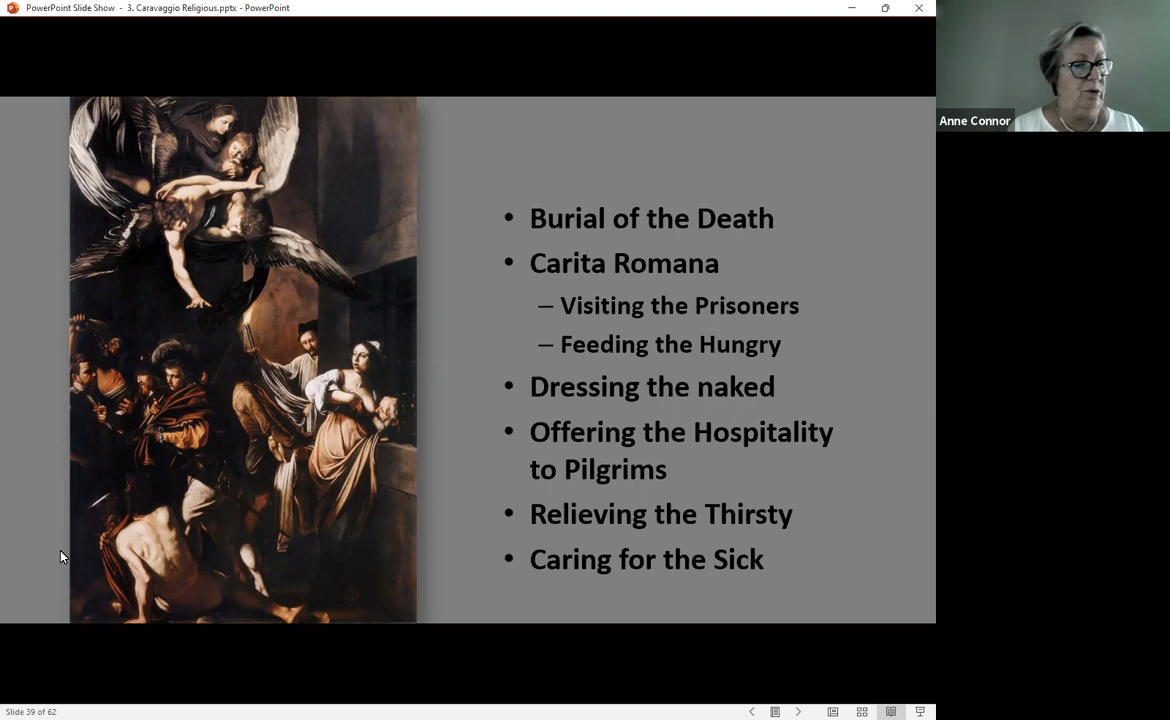 PowerPoint Slide Show - 3. Caravaggio Religious.pptx - PowerPoint
Anne Connor
• Burial of the Death
• Carita Romana
– Visiting the Prisoners
– Feeding the Hungry
• Dressing the naked
• Offering the Hospitality
to Pilgrims
• Relieving the Thirsty
• Caring for the Sick
Slide 39 of 62